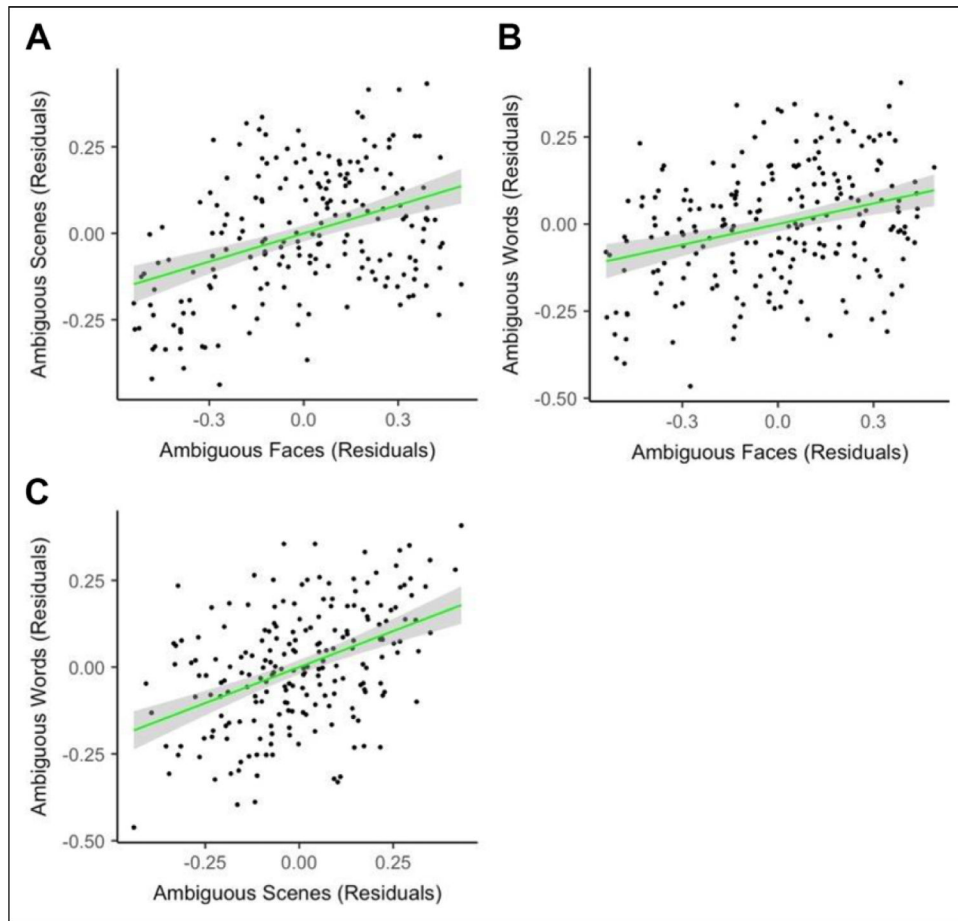 A
Ambiguous Scenes (Residuals)
0.25
0.00
-0.25
-0.3
0.0
0.3
Ambiguous Faces (Residuals)
B
Ambiguous Words (Residuals)
0.25
0.00
-0.25
-0.50
-0.3
0.0
0.3
Ambiguous Faces (Residuals)
C
Ambiguous Words (Residuals)
0.25
0.00
-0.25
-0.50
-0.25
0.00
0.25
Ambiguous Scenes (Residuals)